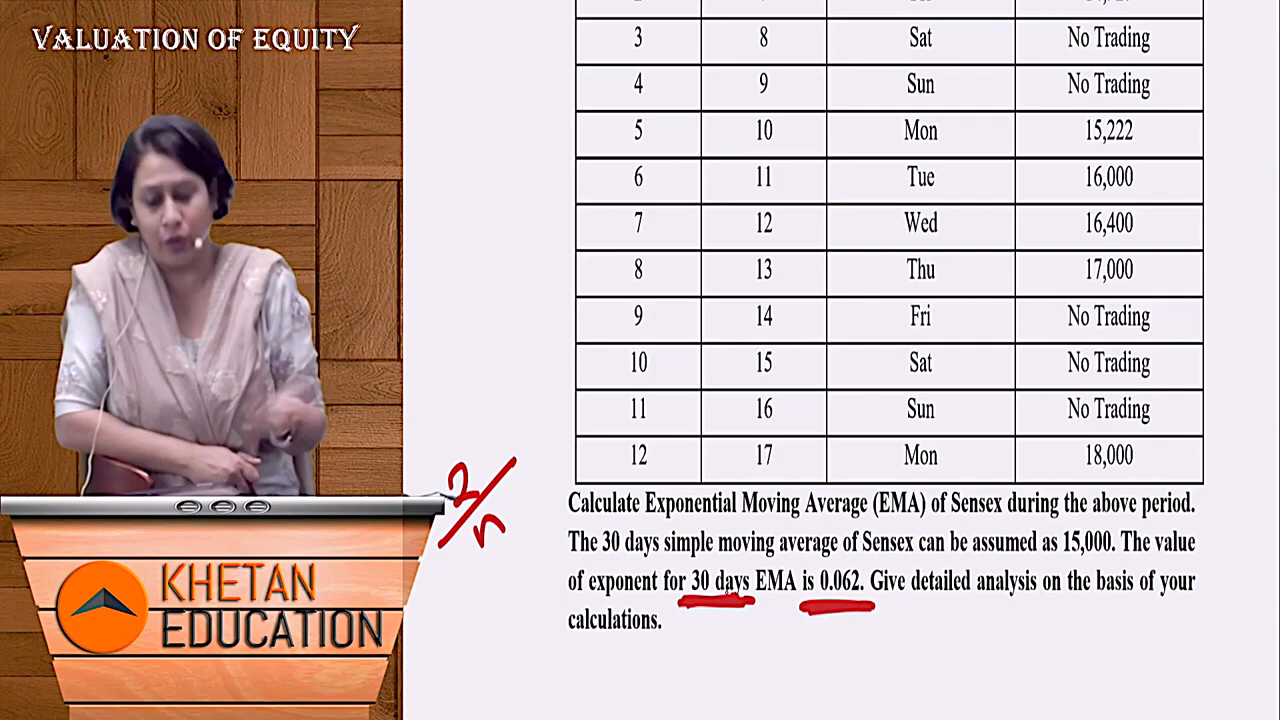 VALUATION OF EQUITY
3 8 Sat No Trading
4 9 Sun No Trading
5 10 Mon 15,222
6 11 Tue 16,000
7 12 Wed 16,400
8 13 Thu 17,000
9 14 Fri No Trading
10 15 Sat No Trading
11 16 Sun No Trading
12 17 Mon 18,000
Calculate Exponential Moving Average (EMA) of Sensex during the above period.
The 30 days simple moving average of Sensex can be assumed as 15,000. The value
of exponent for 30 days EMA is 0.062. Give detailed analysis on the basis of your
calculations.
KHETAN
EDUCATION